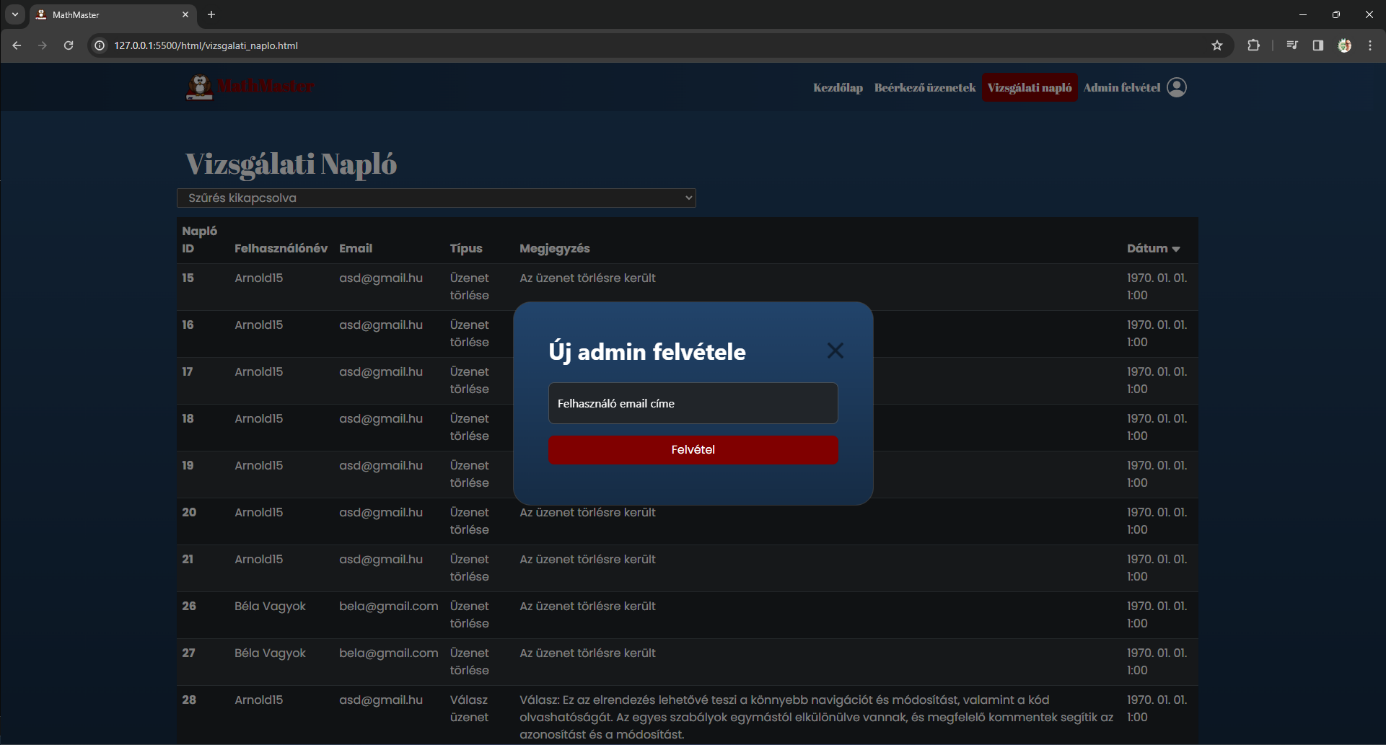 MathMaster
127.0.0.1:5500/html/vizsgalati_naplo.html
MathMaster
Kezdőlap Beérkező üzenetek Vizsgálati napló Admin felvétel
Vizsgálati Napló
Szűrés kikapcsolva
Napló
ID Felhasználónév Email Típus Megjegyzés Dátum
15 Arnold15 asd@gmail.hu Üzenet Az üzenet törlésre került 1970. 01. 01.
törlése 1:00
16 Arnold15 asd@gmail.hu Üzenet 1970. 01. 01.
törlése 1:00
Új admin felvétele
17 Arnold15 asd@gmail.hu Üzenet 1970. 01. 01.
törlése 1:00
Felhasználó email címe
18 Arnold15 asd@gmail.hu Üzenet 1970. 01. 01.
törlése 1:00
Felvétel
19 Arnold15 asd@gmail.hu Üzenet 1970. 01. 01.
törlése 1:00
20 Arnold15 asd@gmail.hu Üzenet Az üzenet törlésre került 1970. 01. 01.
törlése 1:00
21 Arnold15 asd@gmail.hu Üzenet Az üzenet törlésre került 1970. 01. 01.
törlése 1:00
26 Béla Vagyok bela@gmail.com Üzenet Az üzenet törlésre került 1970. 01. 01.
törlése 1:00
27 Béla Vagyok bela@gmail.com Üzenet Az üzenet törlésre került 1970. 01. 01.
törlése 1:00
28 Arnold15 asd@gmail.hu Válasz Válasz: Ez az elrendezés lehetővé teszi a könnyebb navigációt és módosítást, valamint a kód 1970. 01. 01.
üzenet olvashatóságát. Az egyes szabályok egymástól elkülönülve vannak, és megfelelő kommentek segítik az 1:00
azonosítást és a módosítást.